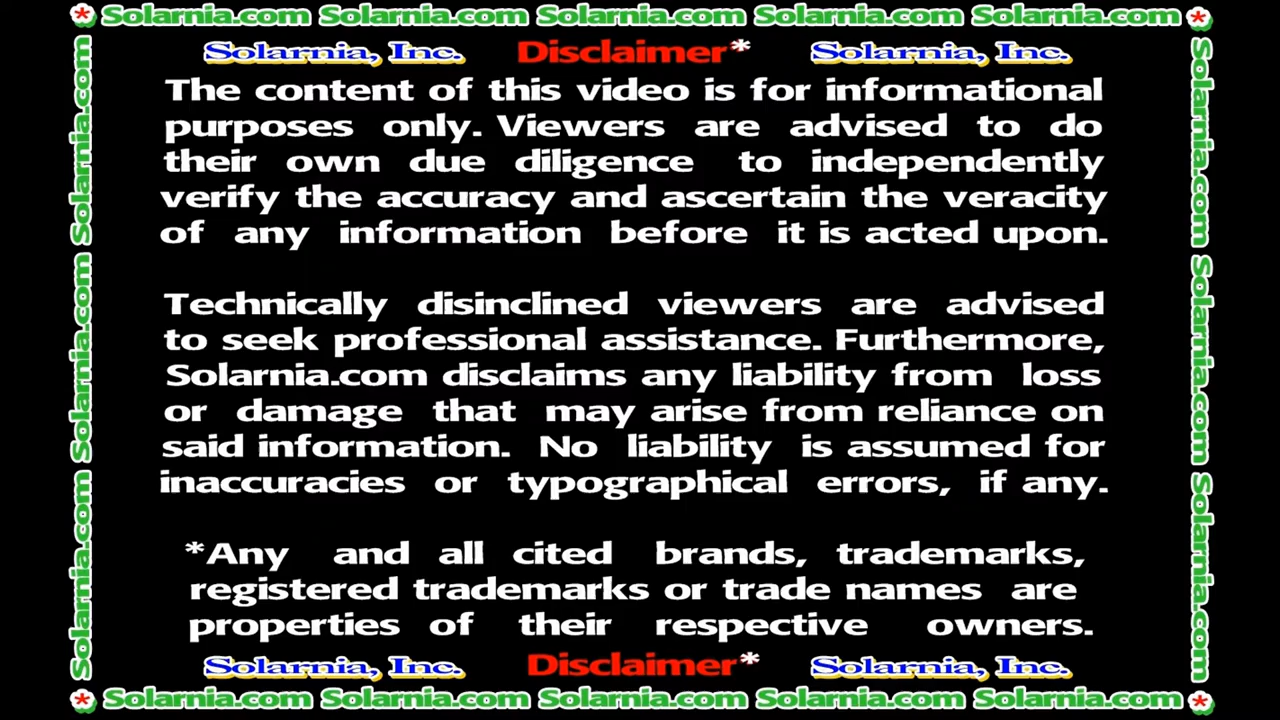 * Solarnia.com Solarnia.com Solarnia.com Solarnia.com Solarnia.com *
Solarnia.com Solarnia.com Solarnia.com
Solarnia, Inc. Disclaimer* Solarnia, Inc.
The content of this video is for informational
purposes only. Viewers are advised to do
their own due diligence to independently
verify the accuracy and ascertain the veracity
of any information before it is acted upon.
Technically disinclined viewers are advised
to seek professional assistance. Furthermore,
Solarnia.com disclaims any liability from loss
or damage that may arise from reliance on
said information. No liability is assumed for
inaccuracies or typographical errors, if any.
*Any and all cited brands, trademarks,
registered trademarks or trade names are
properties of their respective owners.
Solarnia, Inc. Disclaimer* Solarnia, Inc.
Solarnia.com Solarnia.com Solarnia.com
* Solarnia.com Solarnia.com Solarnia.com Solarnia.com Solarnia.com *